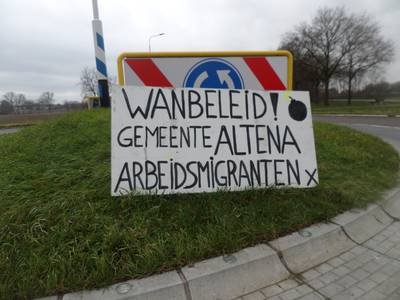 WANBELEID!
GEMEENTE ALTENA
ARBEIDSMIGRANTEN X